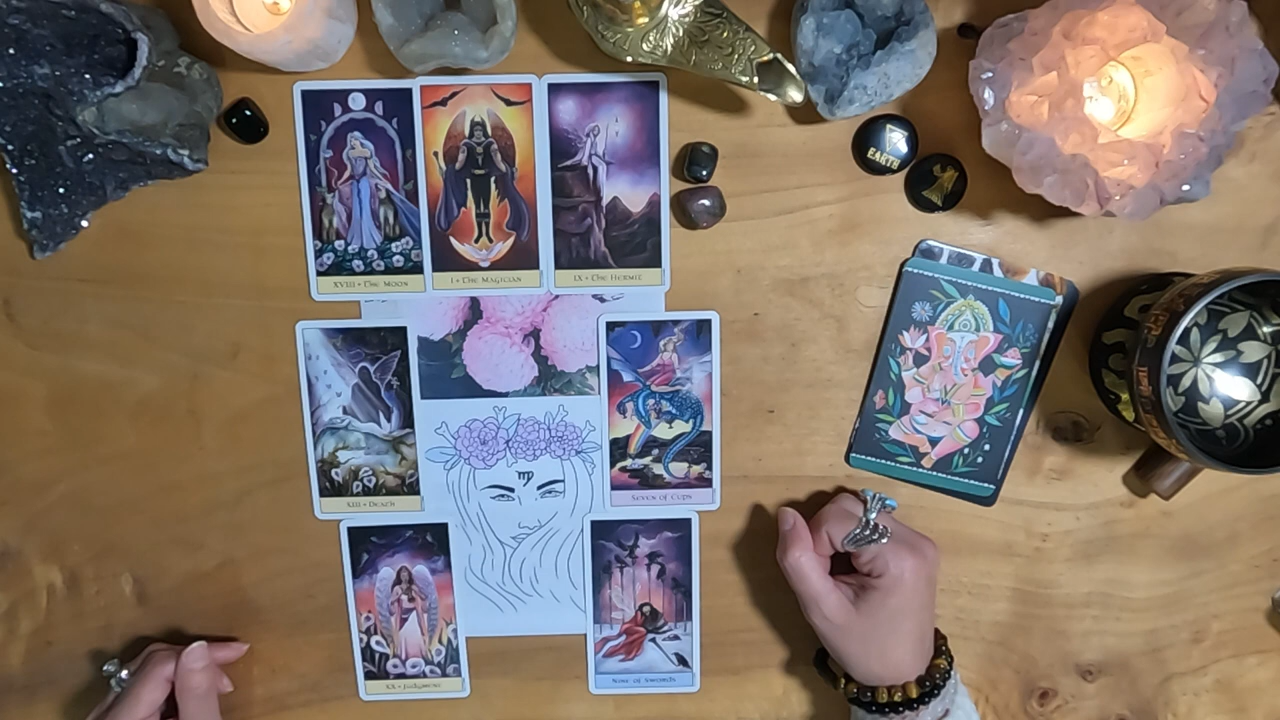 XVIII • The Moon
I • The Magician
IX • The Hermit
EARTH
XIII • Death
Seven of Cups
XX • Judgment
Nine of Swords